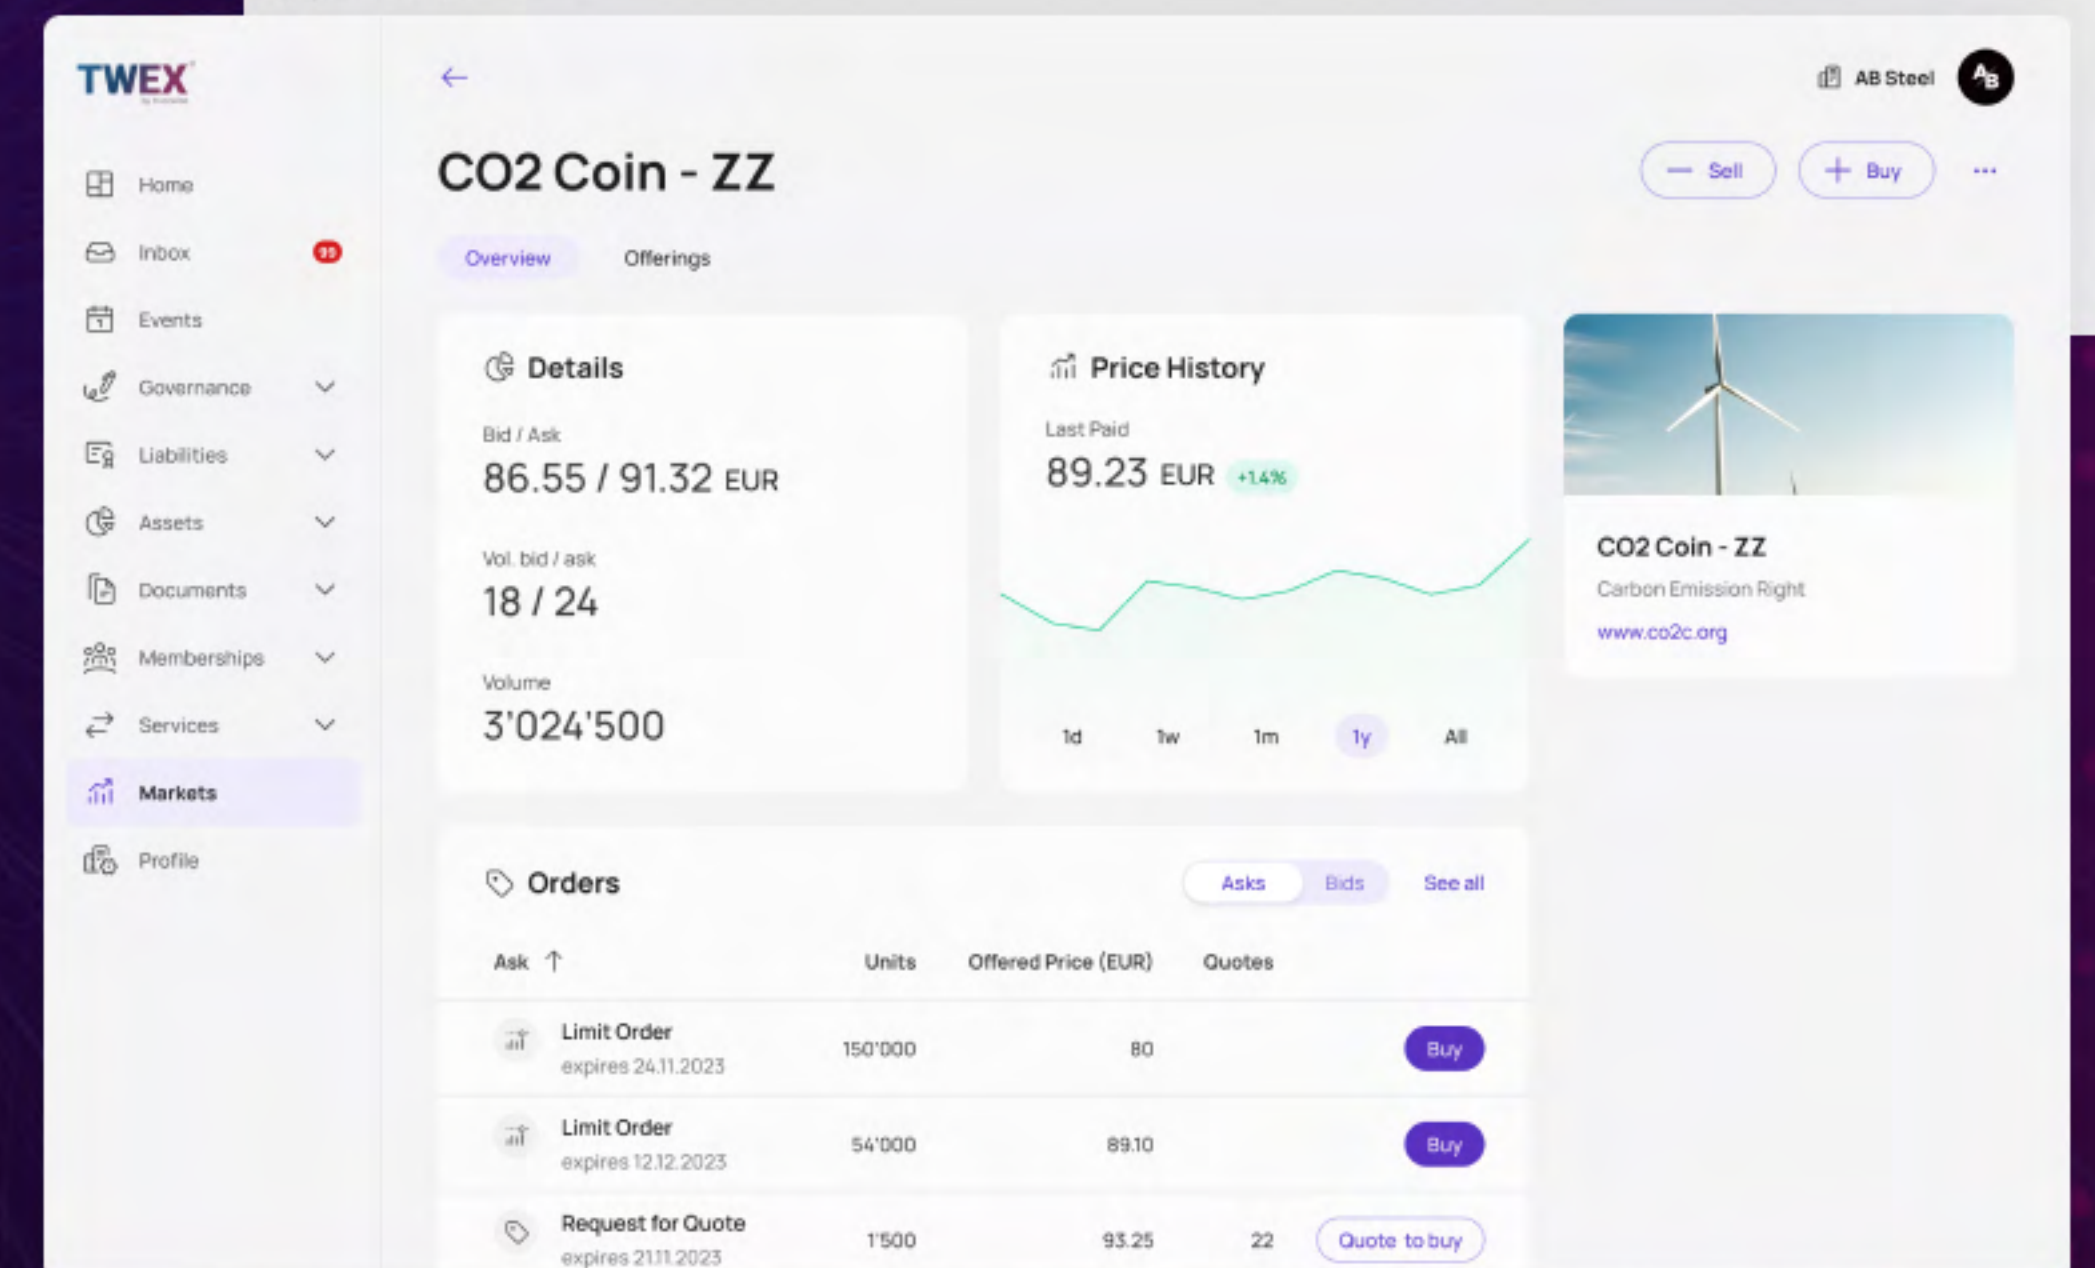 TWEX
AB Steel
AB
Home
Inbox
99
Events
Governance
Liabilities
Assets
Documents
Memberships
Services
Markets
Profile
CO2 Coin - ZZ
— Sell
+ Buy
...
Overview
Offerings
Details
Bid / Ask
86.55 / 91.32 EUR
Vol. bid / ask
18 / 24
Volume
3'024'500
Price History
Last Paid
89.23 EUR +1.4%
1d 1w 1m 1y All
CO2 Coin - ZZ
Carbon Emission Right
www.co2c.org
Orders
Asks Bids See all
Ask ↑ Units Offered Price (EUR) Quotes
Limit Order
expires 24.11.2023
150'000 80 Buy
Limit Order
expires 12.12.2023
54'000 89.10 Buy
Request for Quote
expires 21.11.2023
1'500 93.25 22 Quote to buy